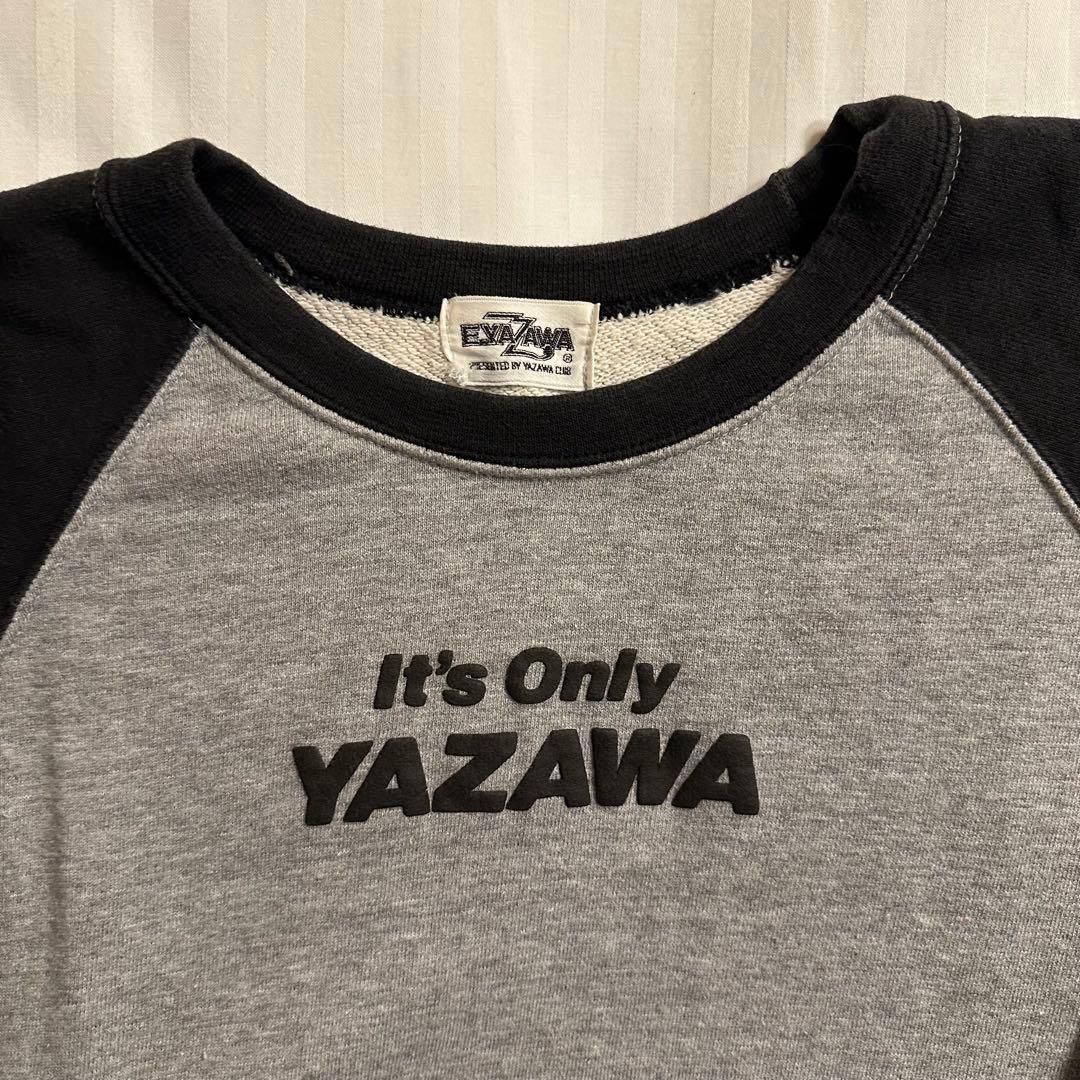 E.YAZAWA
®
PRESENTED BY YAZAWA CLUB
It's Only
YAZAWA